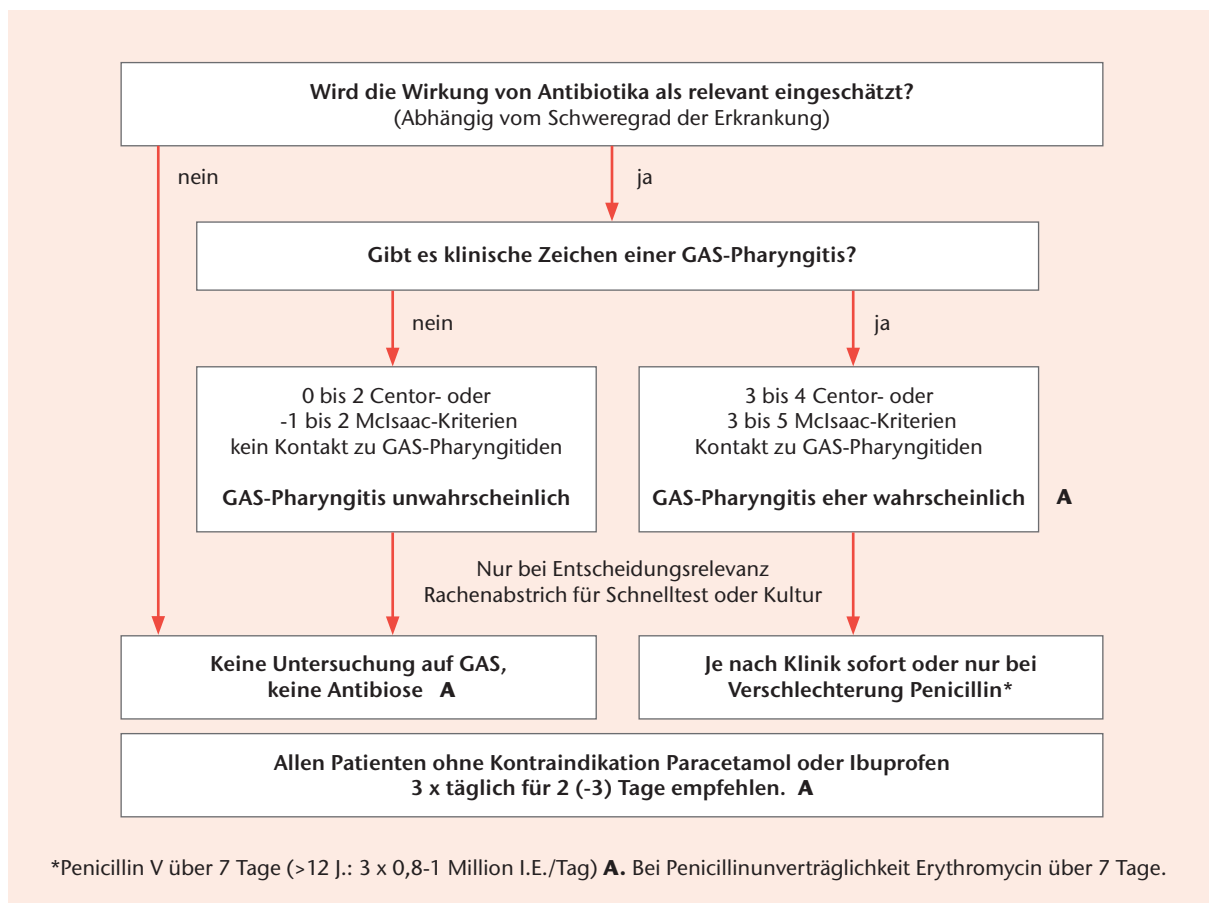 Wird die Wirkung von Antibiotika als relevant eingeschätzt?
(Abhängig vom Schweregrad der Erkrankung)
nein
ja
Gibt es klinische Zeichen einer GAS-Pharyngitis?
nein
ja
0 bis 2 Centor- oder
-1 bis 2 McIsaac-Kriterien
kein Kontakt zu GAS-Pharyngitiden
GAS-Pharyngitis unwahrscheinlich
3 bis 4 Centor- oder
3 bis 5 McIsaac-Kriterien
Kontakt zu GAS-Pharyngitiden
GAS-Pharyngitis eher wahrscheinlich A
Nur bei Entscheidungsrelevanz
Rachenabstrich für Schnelltest oder Kultur
Keine Untersuchung auf GAS,
keine Antibiose A
Je nach Klinik sofort oder nur bei
Verschlechterung Penicillin*
Allen Patienten ohne Kontraindikation Paracetamol oder Ibuprofen
3 x täglich für 2 (-3) Tage empfehlen. A
*Penicillin V über 7 Tage (>12 J.: 3 x 0,8-1 Million I.E./Tag) A. Bei Penicillinunverträglichkeit Erythromycin über 7 Tage.